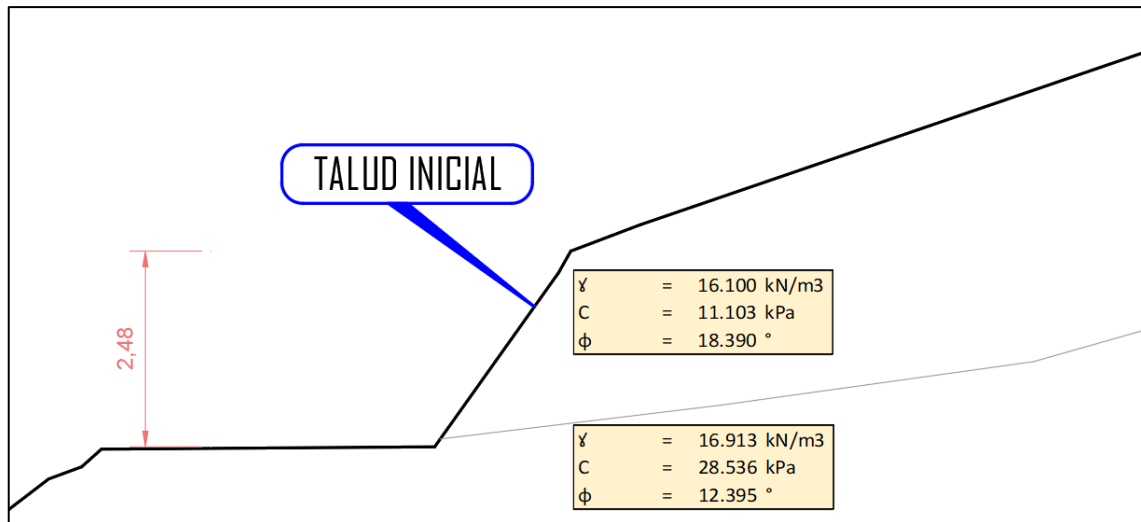 TALUD INICIAL
2,48
ɣ = 16.100 kN/m3
C = 11.103 kPa
ϕ = 18.390 °
ɣ = 16.913 kN/m3
C = 28.536 kPa
ϕ = 12.395 °